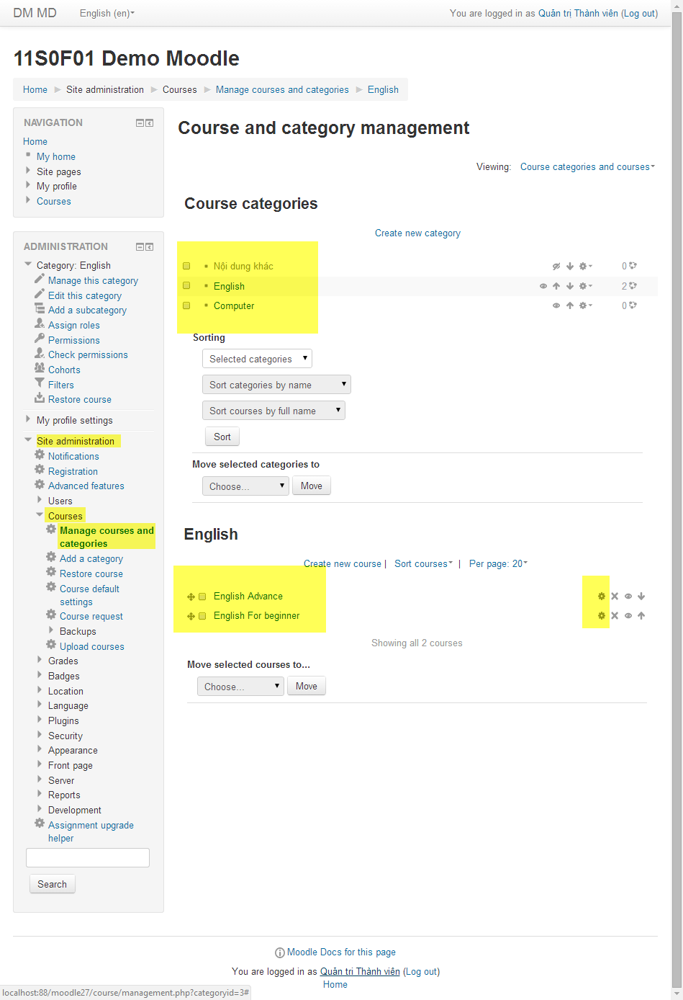 DM MD English (en) You are logged in as Quản trị Thành viên (Log out)
11S0F01 Demo Moodle
Home Site administration Courses Manage courses and categories English
NAVIGATION
Home
My home
Site pages
My profile
Courses
ADMINISTRATION
Category: English
Manage this category
Edit this category
Add a subcategory
Assign roles
Permissions
Check permissions
Cohorts
Filters
Restore course
My profile settings
Site administration
Notifications
Registration
Advanced features
Users
Courses
Manage courses and
categories
Add a category
Restore course
Course default
settings
Course request
Backups
Upload courses
Grades
Badges
Location
Language
Plugins
Security
Appearance
Front page
Server
Reports
Development
Assignment upgrade
helper
Search
Course and category management
Viewing: Course categories and courses
Course categories
Create new category
Nội dung khác 0
English 2
Computer 0
Sorting
Selected categories
Sort categories by name
Sort courses by full name
Sort
Move selected categories to
Choose... Move
English
Create new course | Sort courses | Per page: 20
English Advance
English For beginner
Showing all 2 courses
Move selected courses to...
Choose... Move
Moodle Docs for this page
You are logged in as Quản trị Thành viên (Log out)
Home
localhost:88/moodle27/course/management.php?categoryid=3#